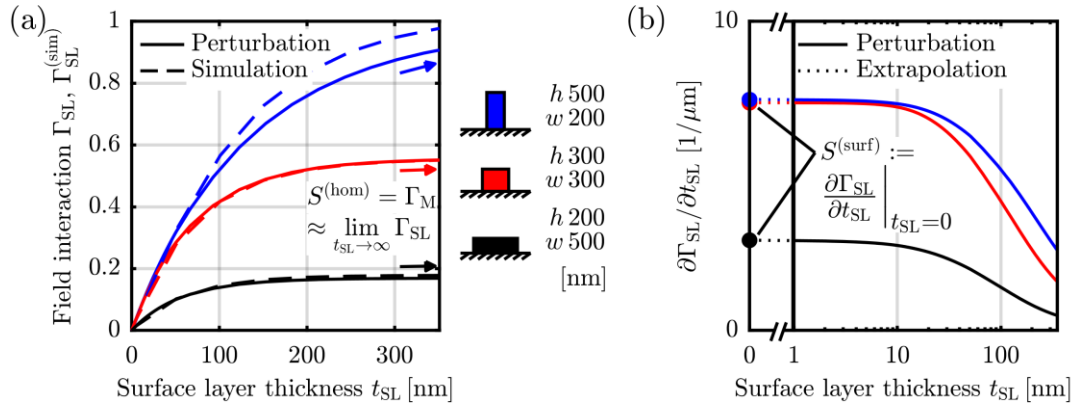 (a)
Field interaction Γ_SL, Γ_SL^(sim)
1
0.8
0.6
0.4
0.2
0
Perturbation
Simulation
S^(hom) = Γ_M
≈ lim Γ_SL
t_SL→∞
0
100
200
300
Surface layer thickness t_SL [nm]
h 500
w 200
h 300
w 300
h 200
w 500
[nm]
(b)
∂Γ_SL/∂t_SL [1/μm]
10
0
Perturbation
Extrapolation
S^(surf) :=
∂Γ_SL
∂t_SL
t_SL=0
0
1
10
100
Surface layer thickness t_SL [nm]